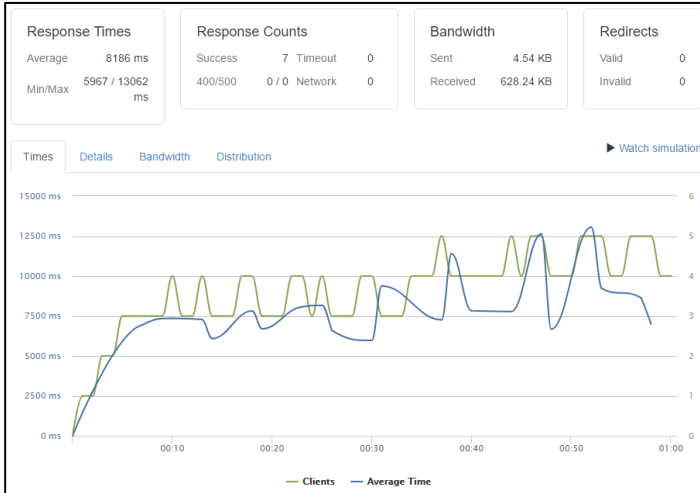 Response Times
Average 8186 ms
Min/Max 5967 / 13062 ms
Response Counts
Success 7 Timeout 0
400/500 0 / 0 Network 0
Bandwidth
Sent 4.54 KB
Received 628.24 KB
Redirects
Valid 0
Invalid 0
Times Details Bandwidth Distribution
Watch simulation
15000 ms 6
12500 ms 5
10000 ms 4
7500 ms 3
5000 ms 2
2500 ms 1
0 ms 0
00:10 00:20 00:30 00:40 00:50 01:00
Clients Average Time